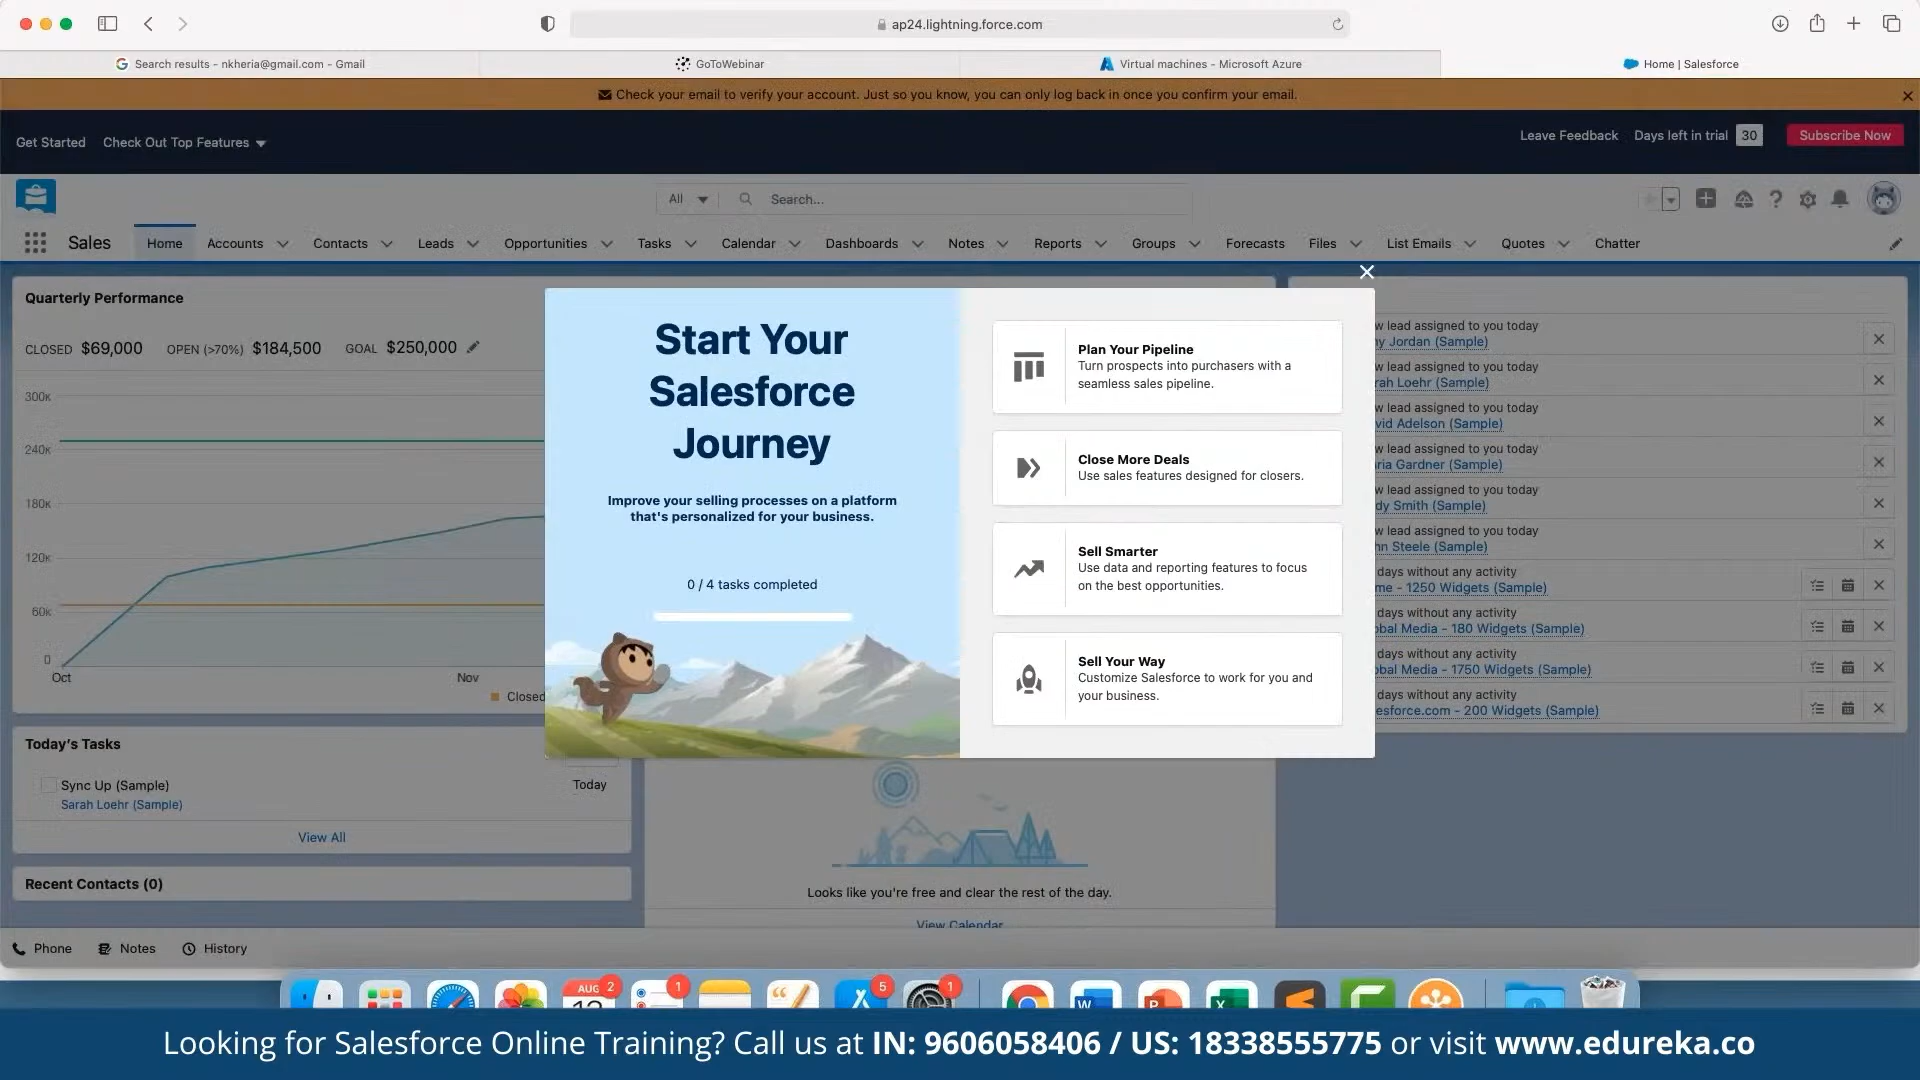 ap24.lightning.force.com
Search results - nkheria@gmail.com - Gmail
GoToWebinar
Virtual machines - Microsoft Azure
Home | Salesforce
Check your email to verify your account. Just so you know, you can only log back in once you confirm your email.
Get Started
Check Out Top Features
Leave Feedback
Days left in trial 30
Subscribe Now
All
Search...
Sales
Home
Accounts
Contacts
Leads
Opportunities
Tasks
Calendar
Dashboards
Notes
Reports
Groups
Forecasts
Files
List Emails
Quotes
Chatter
Quarterly Performance
CLOSED $69,000 OPEN (>70%) $184,500 GOAL $250,000
300K
240K
180K
120K
60K
0
Oct
Nov
Closed
Start Your
Salesforce
Journey
Improve your selling processes on a platform
that's personalized for your business.
0 / 4 tasks completed
Plan Your Pipeline
Turn prospects into purchasers with a
seamless sales pipeline.
Close More Deals
Use sales features designed for closers.
Sell Smarter
Use data and reporting features to focus
on the best opportunities.
Sell Your Way
Customize Salesforce to work for you and
your business.
w lead assigned to you today
y Jordan (Sample)
w lead assigned to you today
rah Loehr (Sample)
w lead assigned to you today
vid Adelson (Sample)
w lead assigned to you today
ria Gardner (Sample)
w lead assigned to you today
dy Smith (Sample)
w lead assigned to you today
hn Steele (Sample)
days without any activity
me - 1250 Widgets (Sample)
days without any activity
obal Media - 180 Widgets (Sample)
days without any activity
obal Media - 1750 Widgets (Sample)
days without any activity
esforce.com - 200 Widgets (Sample)
Today's Tasks
Sync Up (Sample)
Today
Sarah Loehr (Sample)
View All
Recent Contacts (0)
Looks like you're free and clear the rest of the day.
View Calendar
Phone
Notes
History
AUG
2
1
5
1
Looking for Salesforce Online Training? Call us at IN: 9606058406 / US: 18338555775 or visit www.edureka.co